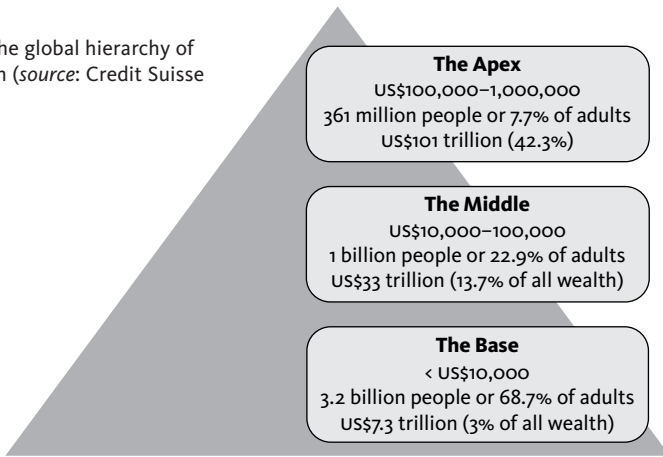 he global hierarchy of
n (source: Credit Suisse
The Apex
US$100,000–1,000,000
361 million people or 7.7% of adults
US$101 trillion (42.3%)
The Middle
US$10,000–100,000
1 billion people or 22.9% of adults
US$33 trillion (13.7% of all wealth)
The Base
< US$10,000
3.2 billion people or 68.7% of adults
US$7.3 trillion (3% of all wealth)